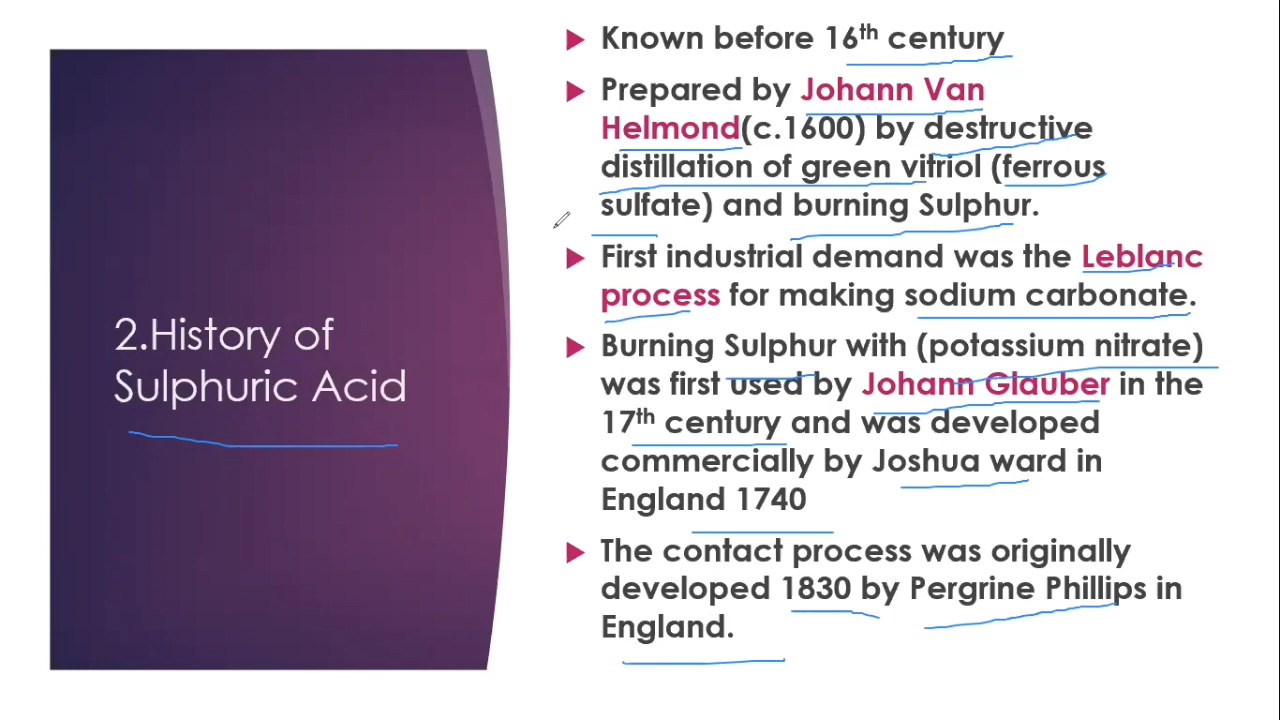 2.History of
Sulphuric Acid
Known before 16th century
Prepared by Johann Van
Helmond(c.1600) by destructive
distillation of green vitriol (ferrous
sulfate) and burning Sulphur.
First industrial demand was the Leblanc
process for making sodium carbonate.
Burning Sulphur with (potassium nitrate)
was first used by Johann Glauber in the
17th century and was developed
commercially by Joshua ward in
England 1740
The contact process was originally
developed 1830 by Pergrine Phillips in
England.